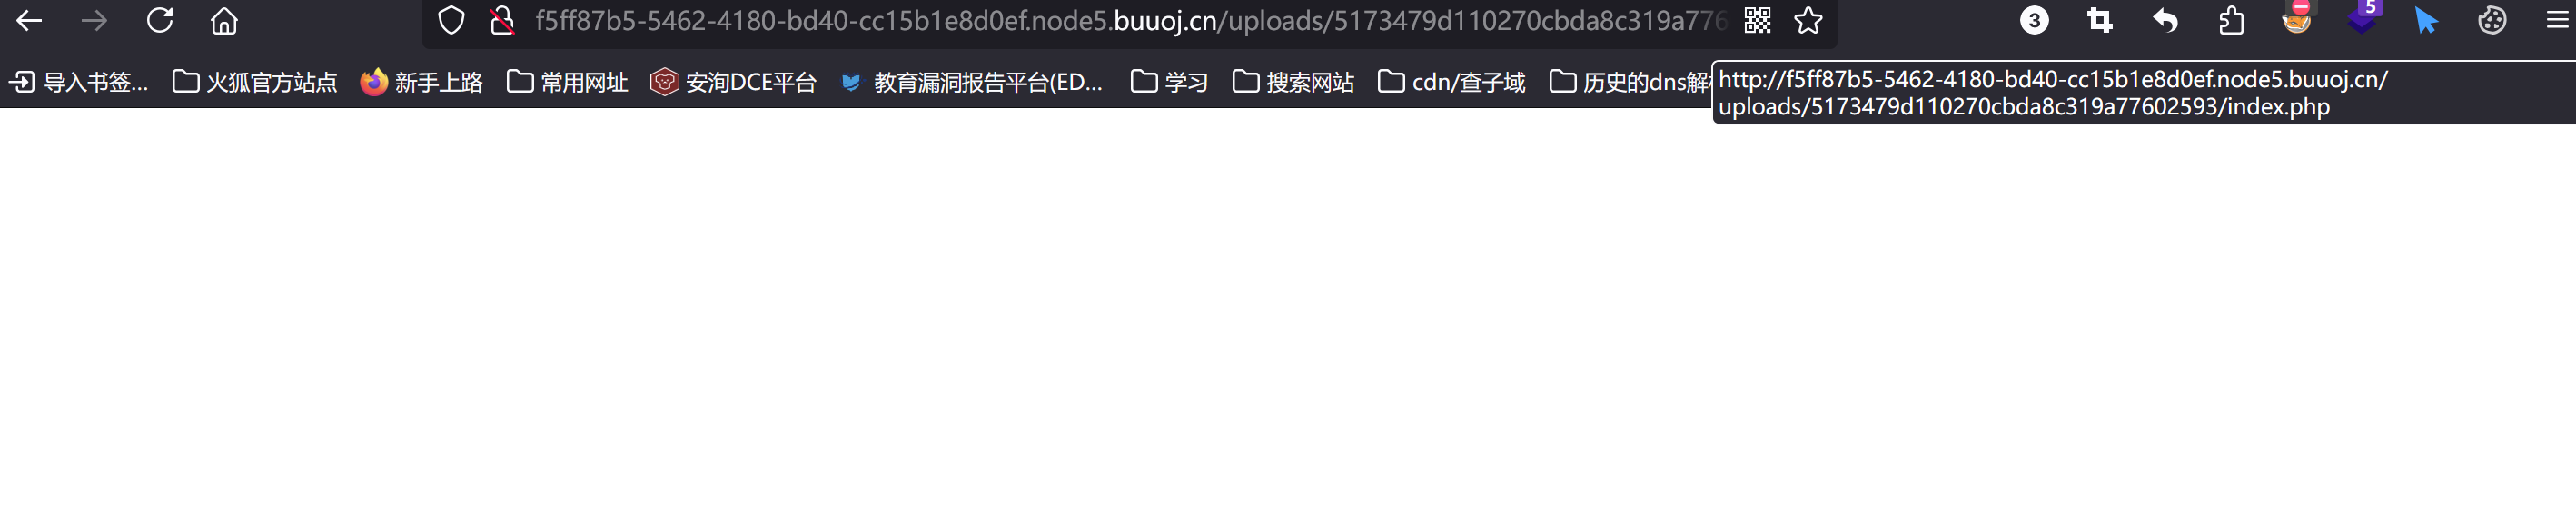 f5ff87b5-5462-4180-bd40-cc15b1e8d0ef.node5.buuoj.cn/uploads/5173479d110270cbda8c319a776
3
5
导入书签... 火狐官方站点 新手上路 常用网址 安洵DCE平台 教育漏洞报告平台(ED... 学习 搜索网站 cdn/查子域 历史的dns解
http://f5ff87b5-5462-4180-bd40-cc15b1e8d0ef.node5.buuoj.cn/
uploads/5173479d110270cbda8c319a77602593/index.php